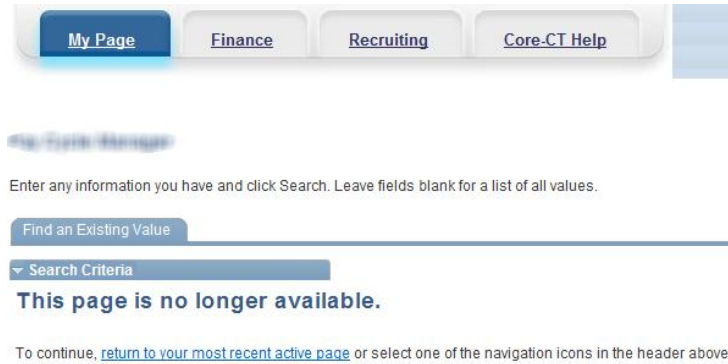 My Page Finance Recruiting Core-CT Help
Enter any information you have and click Search. Leave fields blank for a list of all values.
Find an Existing Value
Search Criteria
This page is no longer available.
To continue, return to your most recent active page or select one of the navigation icons in the header above